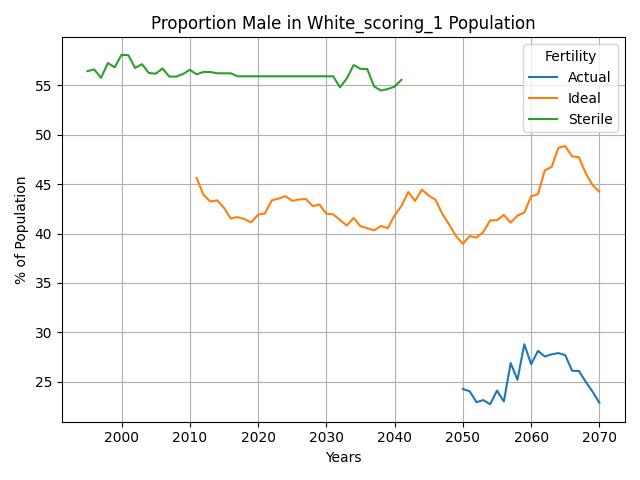 Proportion Male in White_scoring_1 Population
% of Population
55
50
45
40
35
30
25
Fertility
Actual
Ideal
Sterile
2000 2010 2020 2030 2040 2050 2060 2070
Years